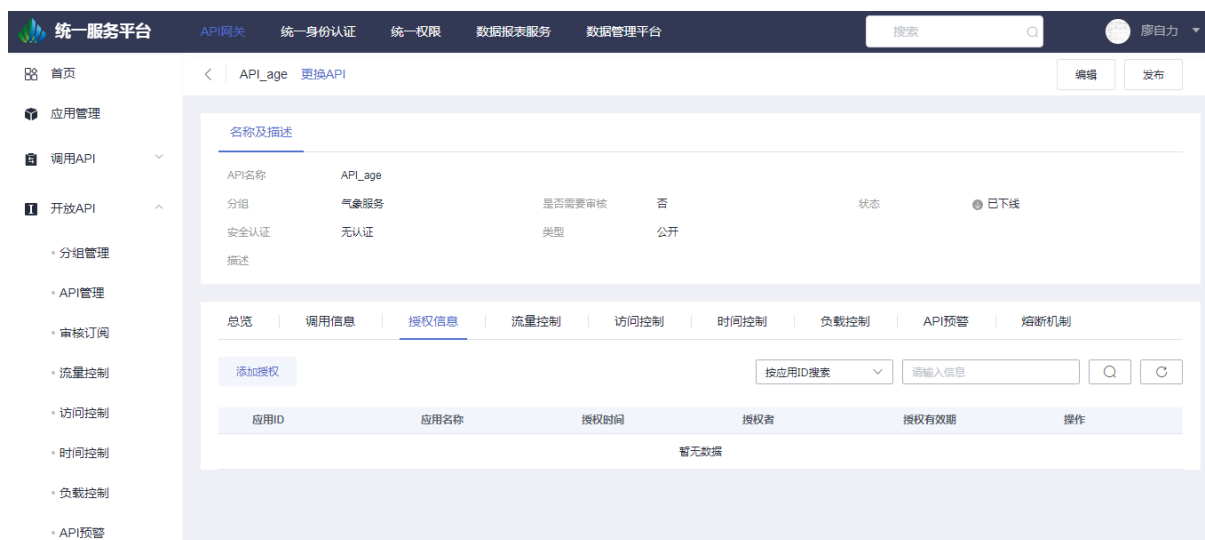 统一服务平台 API网关 统一身份认证 统一权限 数据报表服务 数据管理平台 搜索 廖自力
首页
API_age 更换API 编辑 发布
应用管理
名称及描述
调用API
API名称 API_age
开放API
分组 气象服务 是否需要审核 否 状态 已下线
安全认证 无认证 类型 公开
分组管理
描述
API管理
总览 调用信息 授权信息 流量控制 访问控制 时间控制 负载控制 API预警 熔断机制
审核订阅
流量控制
添加授权 按应用ID搜索 请输入信息
访问控制
应用ID 应用名称 授权时间 授权者 授权有效期 操作
时间控制
暂无数据
负载控制
API预警